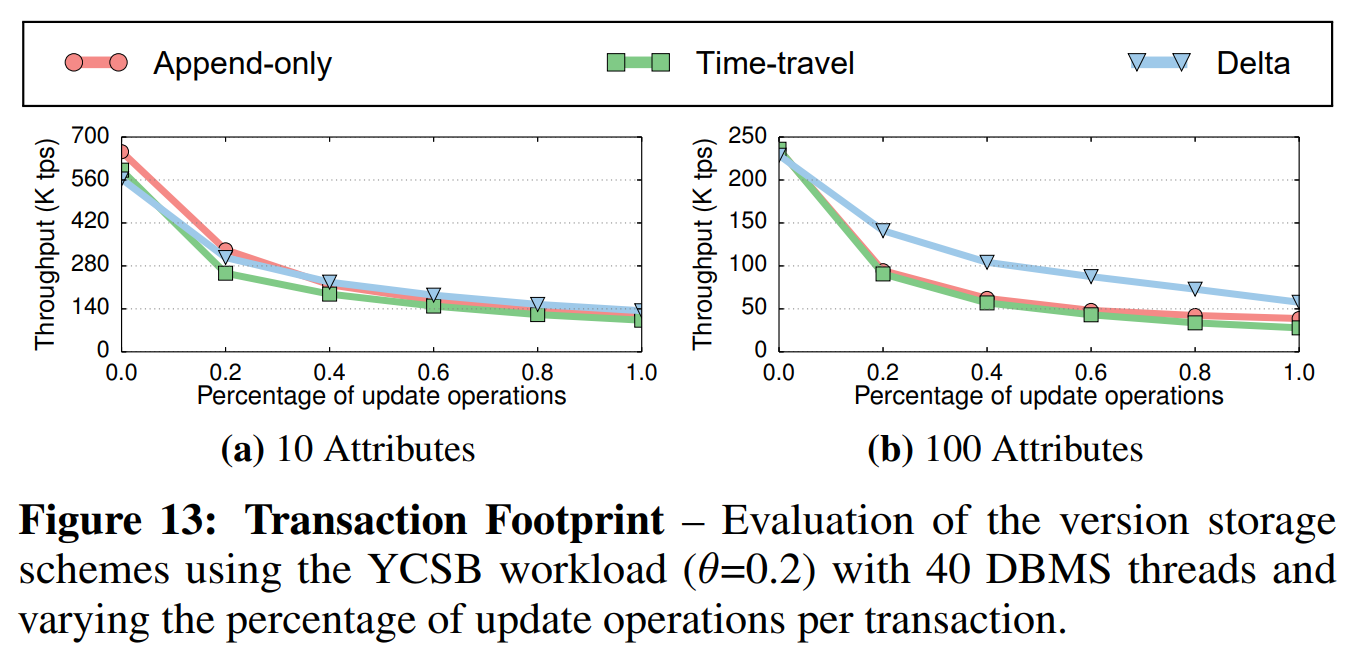 Append-only Time-travel Delta
Throughput (K tps)
700
560
420
280
140
0
0.0 0.2 0.4 0.6 0.8 1.0
Percentage of update operations
(a) 10 Attributes
Throughput (K tps)
250
200
150
100
50
0
0.0 0.2 0.4 0.6 0.8 1.0
Percentage of update operations
(b) 100 Attributes
Figure 13: Transaction Footprint – Evaluation of the version storage
schemes using the YCSB workload (θ=0.2) with 40 DBMS threads and
varying the percentage of update operations per transaction.